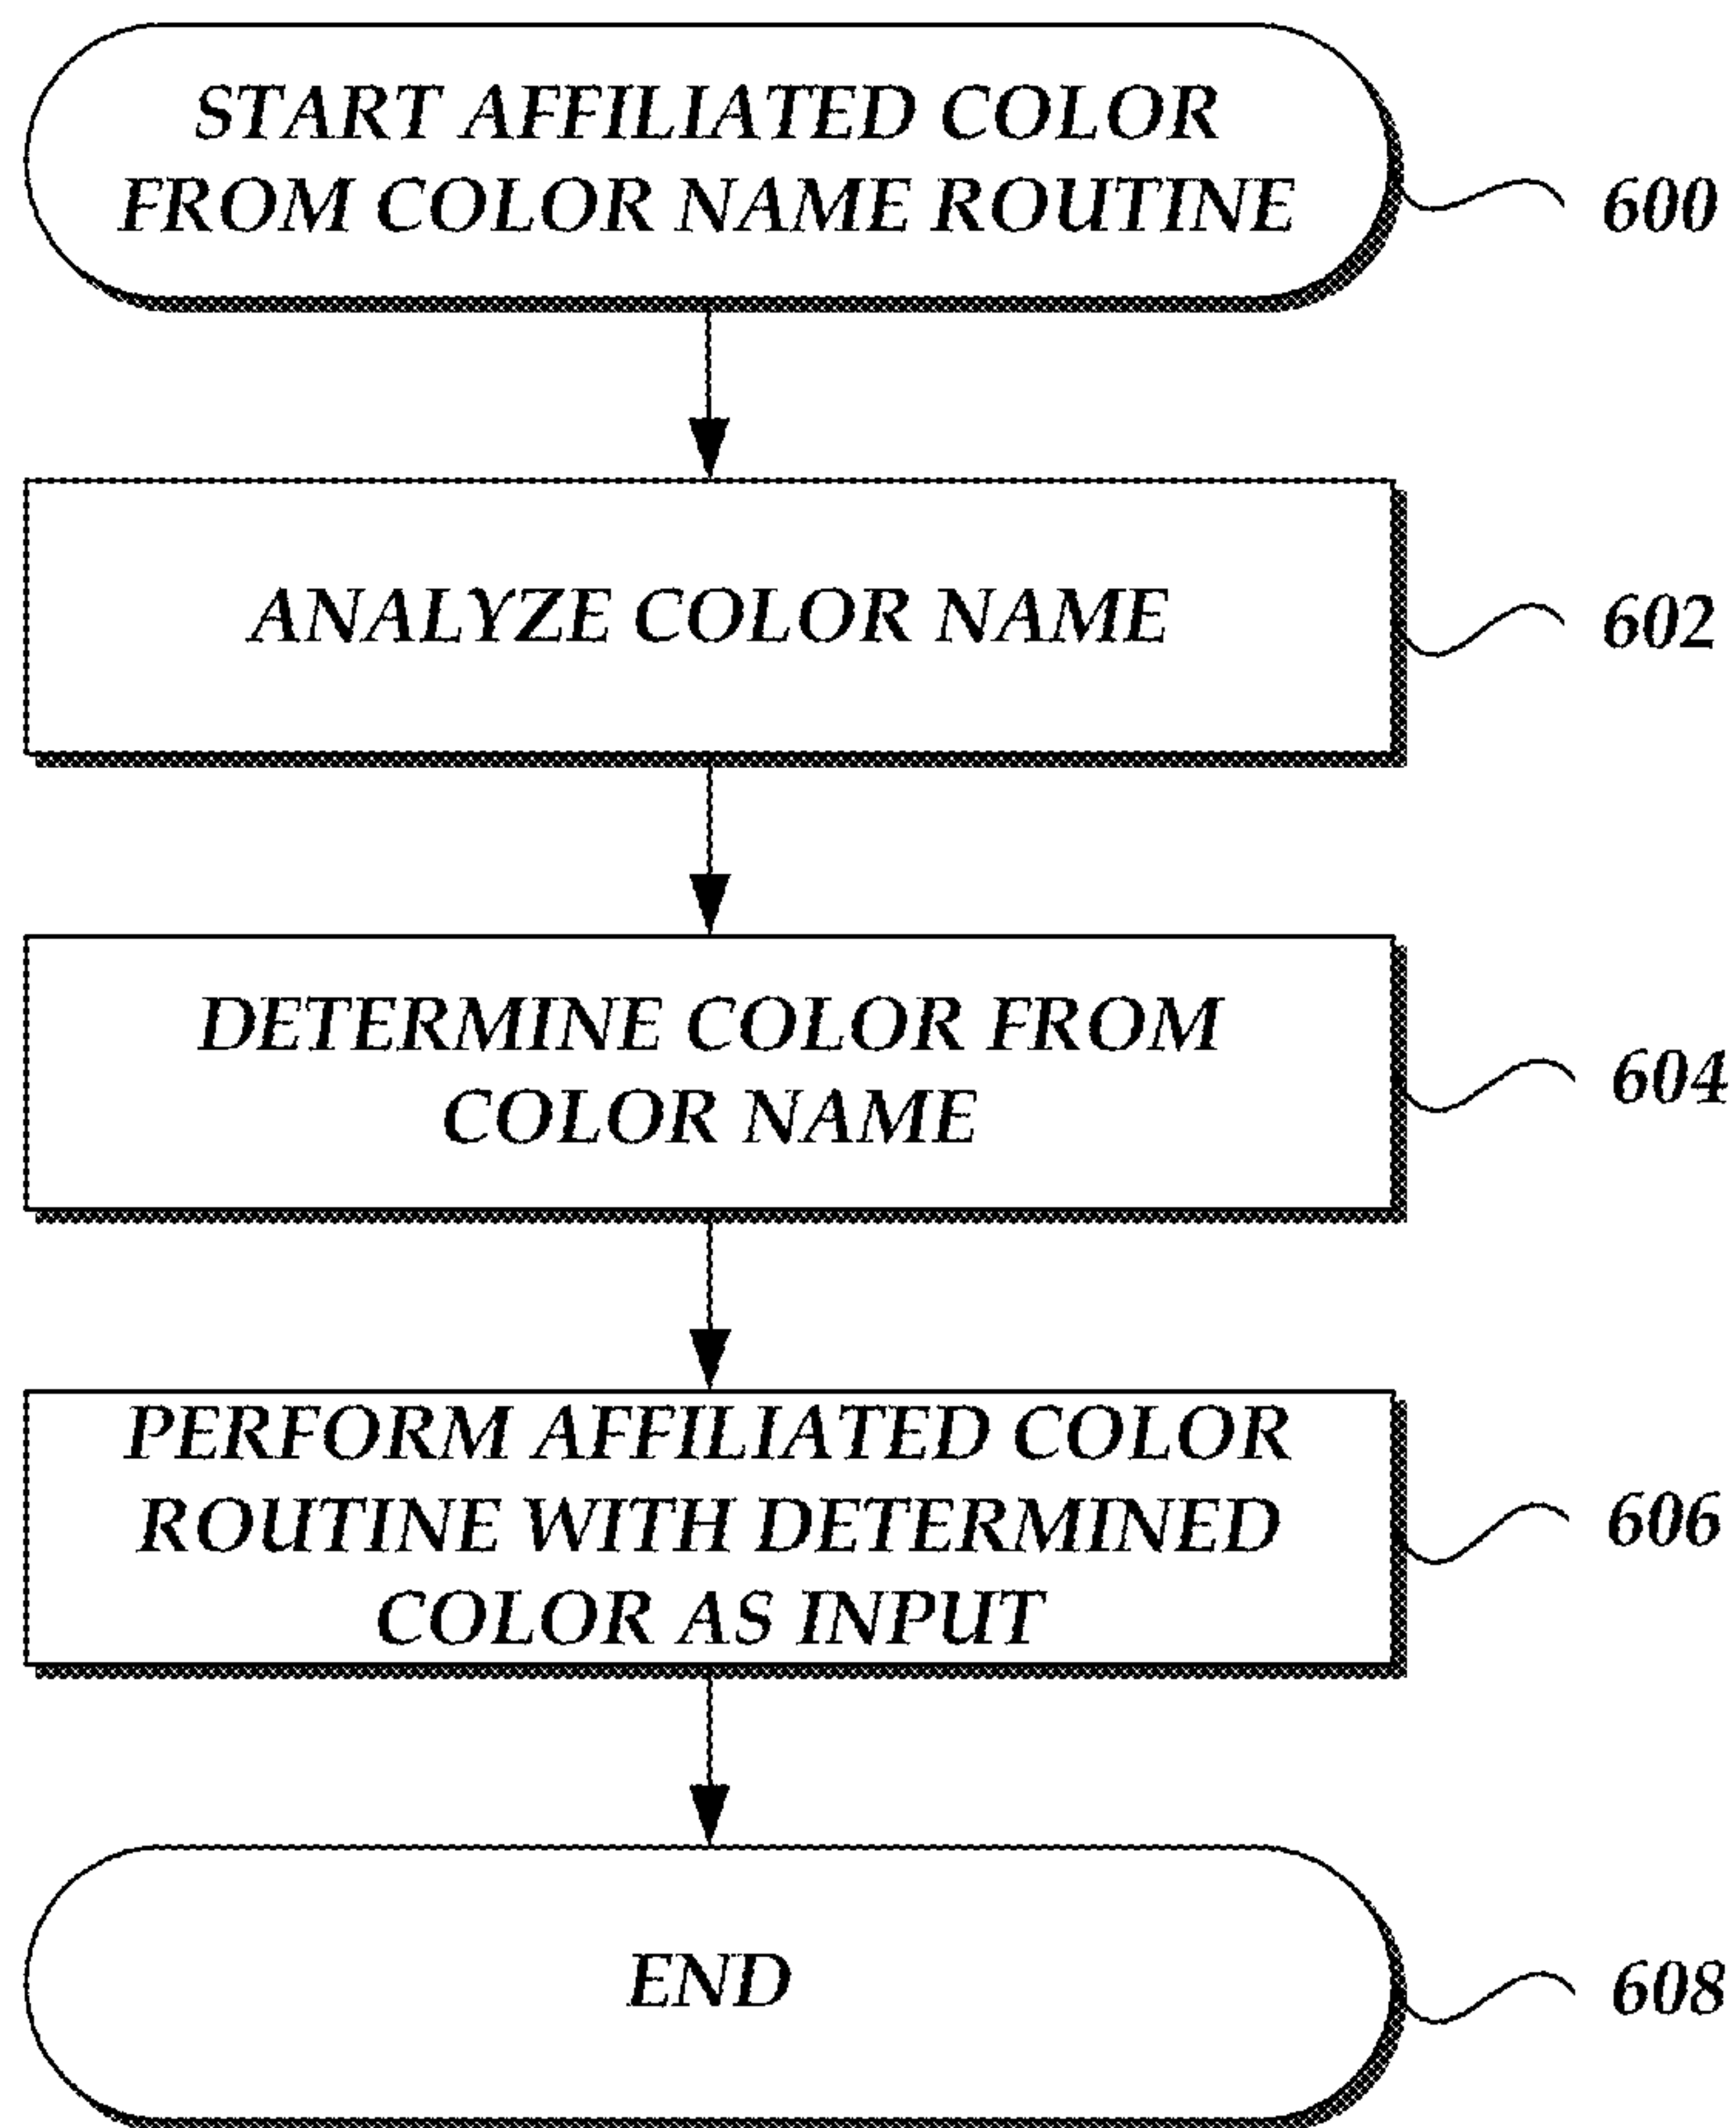 START AFFILIATED COLOR
FROM COLOR NAME ROUTINE
600
ANALYZE COLOR NAME
602
DETERMINE COLOR FROM
COLOR NAME
604
PERFORM AFFILIATED COLOR
ROUTINE WITH DETERMINED
COLOR AS INPUT
606
END
608